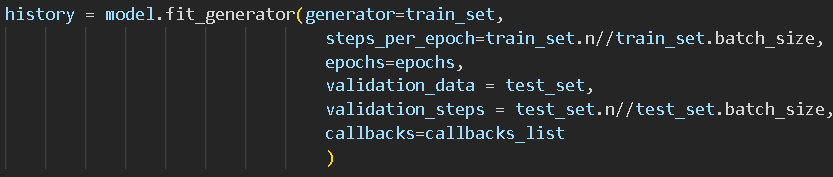 history = model.fit_generator(generator=train_set,
steps_per_epoch=train_set.n//train_set.batch_size,
epochs=epochs,
validation_data = test_set,
validation_steps = test_set.n//test_set.batch_size,
callbacks=callbacks_list
)